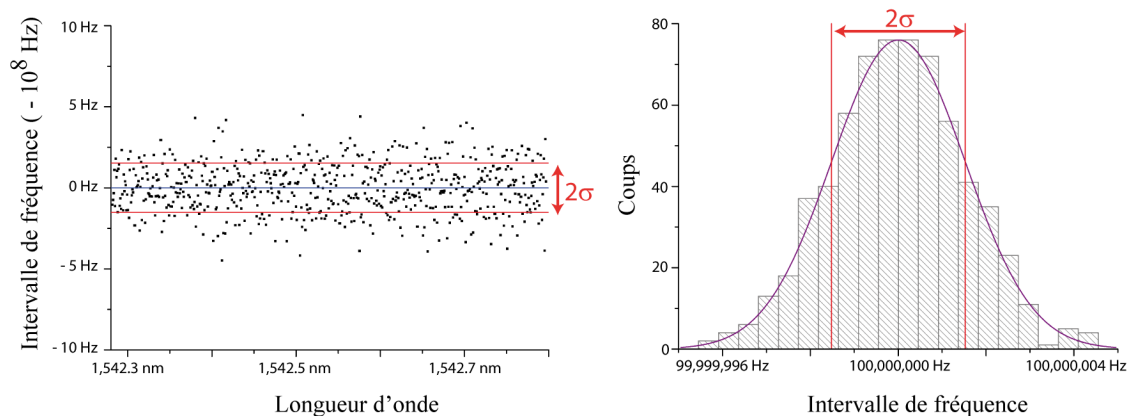 Intervalle de fréquence ( - 10⁸ Hz)
10 Hz
5 Hz
0 Hz
- 5 Hz
- 10 Hz
2σ
1,542.3 nm
1,542.5 nm
1,542.7 nm
Longueur d’onde
2σ
Coups
80
60
40
20
0
99,999,996 Hz
100,000,000 Hz
100,000,004 Hz
Intervalle de fréquence